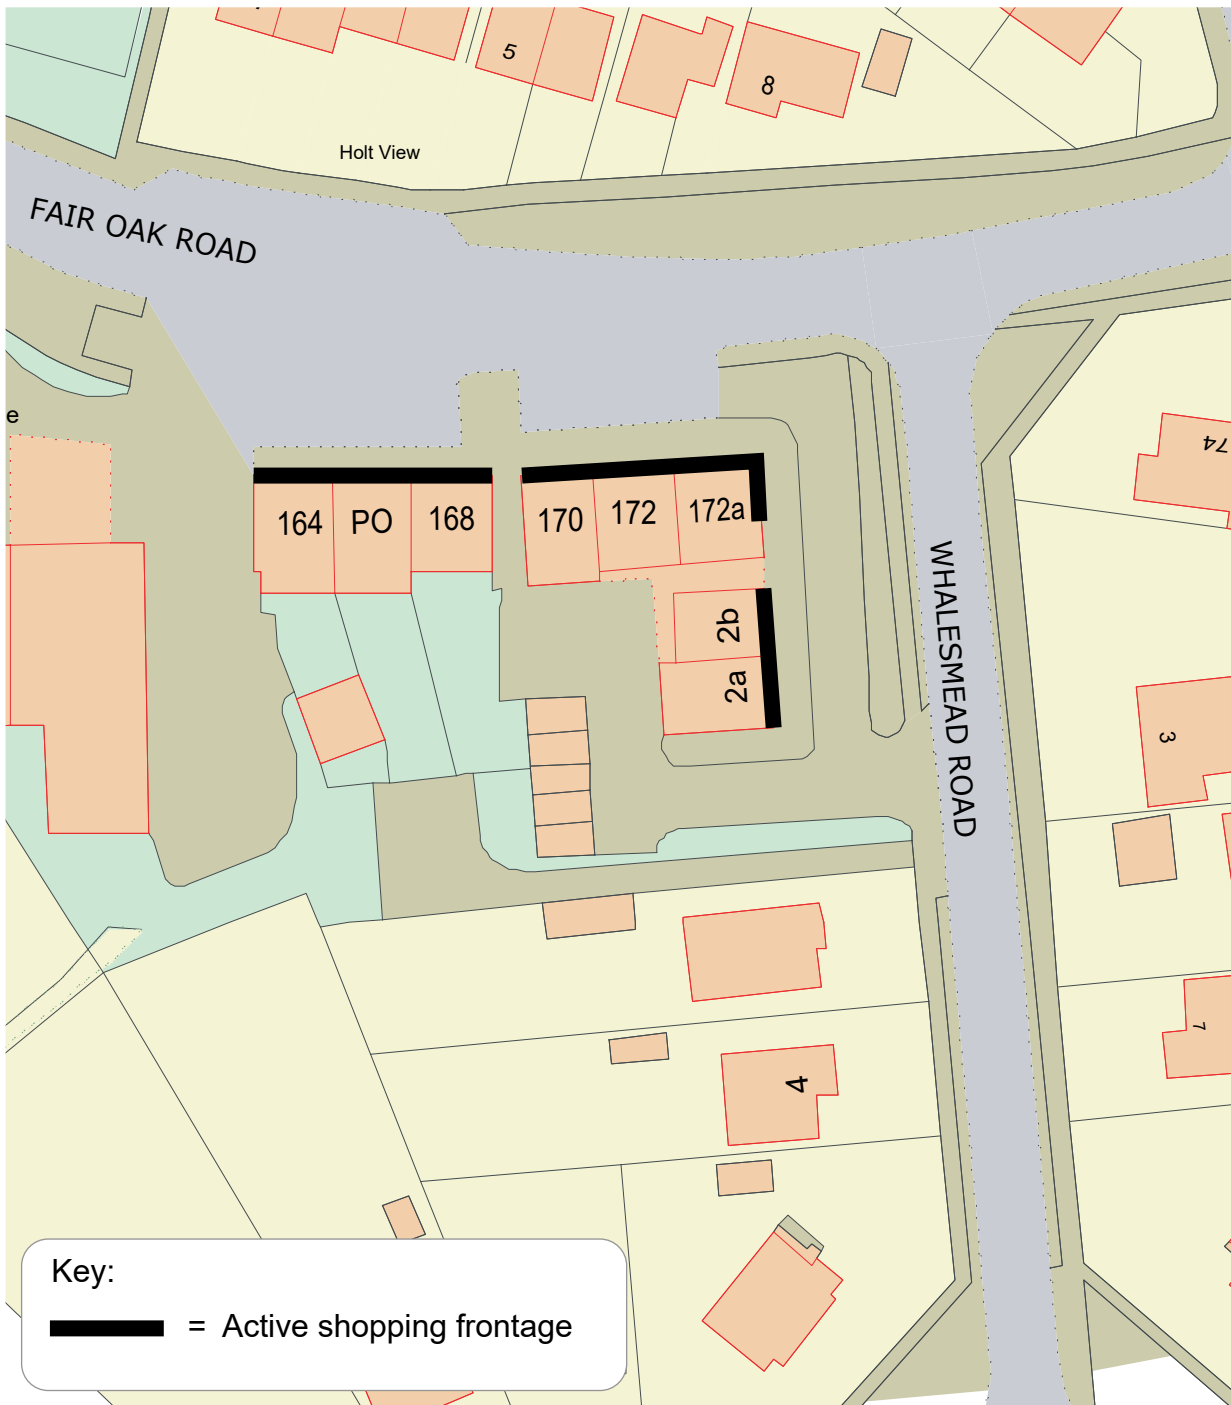 5
8
Holt View
FAIR OAK ROAD
e
74
164
PO
168
170
172
172a
2b
2a
WHALESMEAD ROAD
3
7
4
Key:
= Active shopping frontage